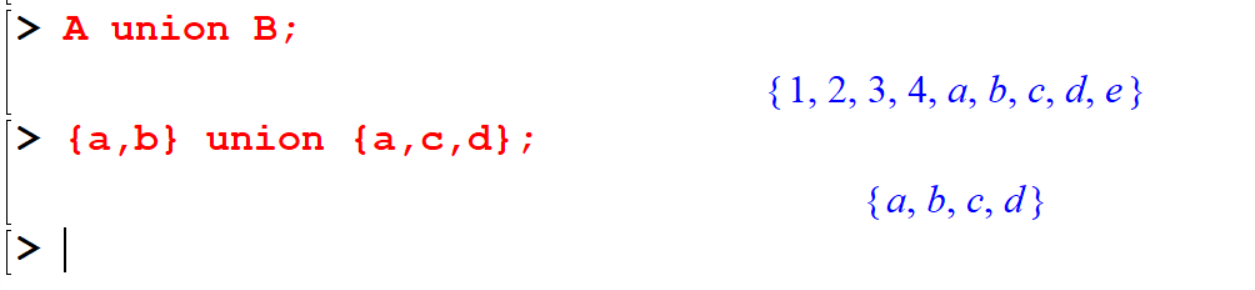 > A union B;
{1, 2, 3, 4, a, b, c, d, e}
> {a,b} union {a,c,d};
{a, b, c, d}
>